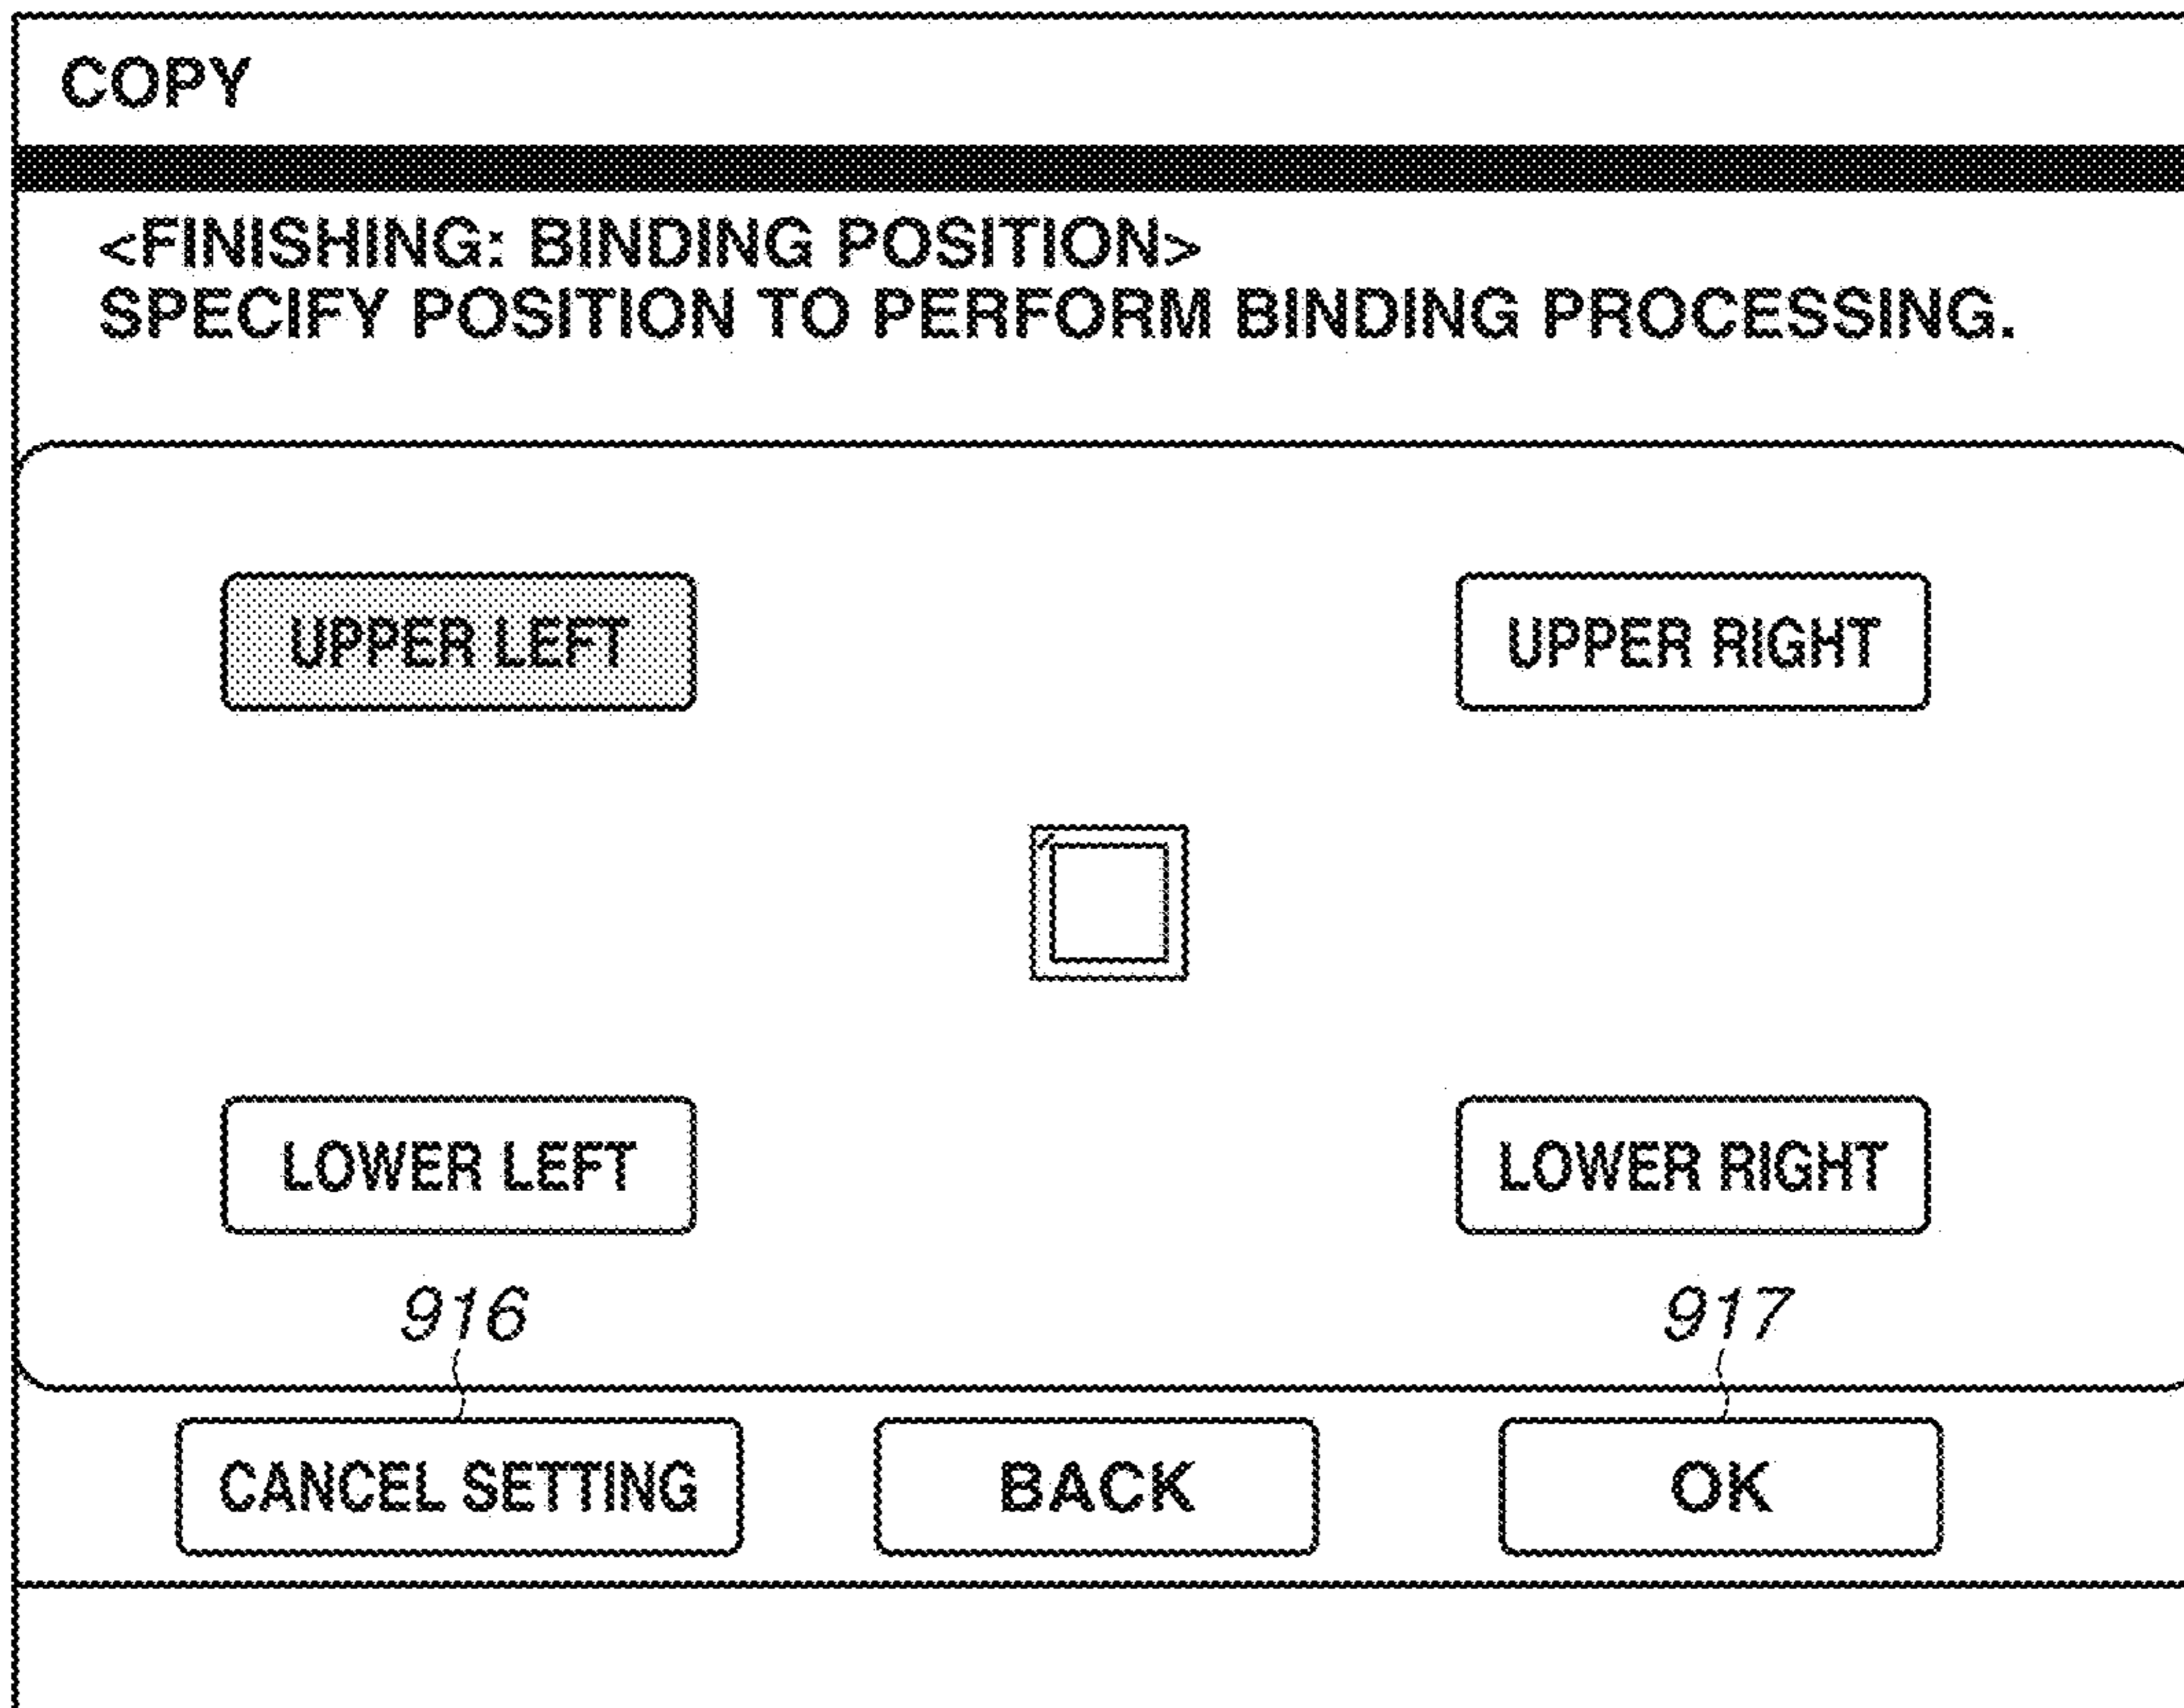 COPY
<FINISHING: BINDING POSITION>
SPECIFY POSITION TO PERFORM BINDING PROCESSING.
UPPER LEFT
UPPER RIGHT
LOWER LEFT
LOWER RIGHT
916
917
CANCEL SETTING
BACK
OK